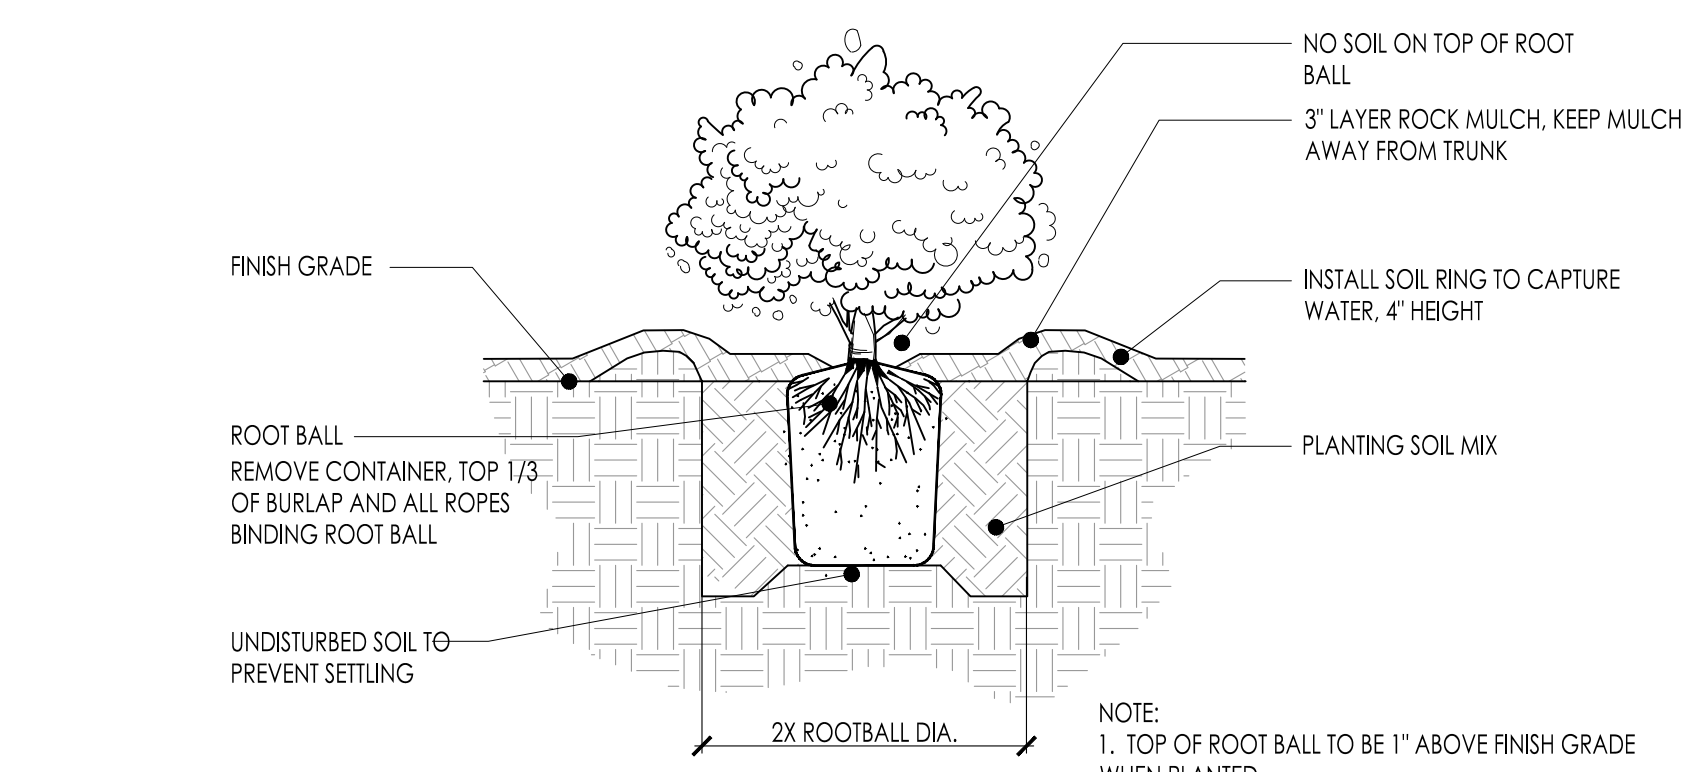 NO SOIL ON TOP OF ROOT
BALL
3" LAYER ROCK MULCH, KEEP MULCH
AWAY FROM TRUNK
FINISH GRADE
INSTALL SOIL RING TO CAPTURE
WATER, 4" HEIGHT
ROOT BALL
REMOVE CONTAINER, TOP 1/3
OF BURLAP AND ALL ROPES
BINDING ROOT BALL
PLANTING SOIL MIX
UNDISTURBED SOIL TO
PREVENT SETTLING
2X ROOTBALL DIA.
NOTE:
1. TOP OF ROOT BALL TO BE 1" ABOVE FINISH GRADE
WHEN PLANTED